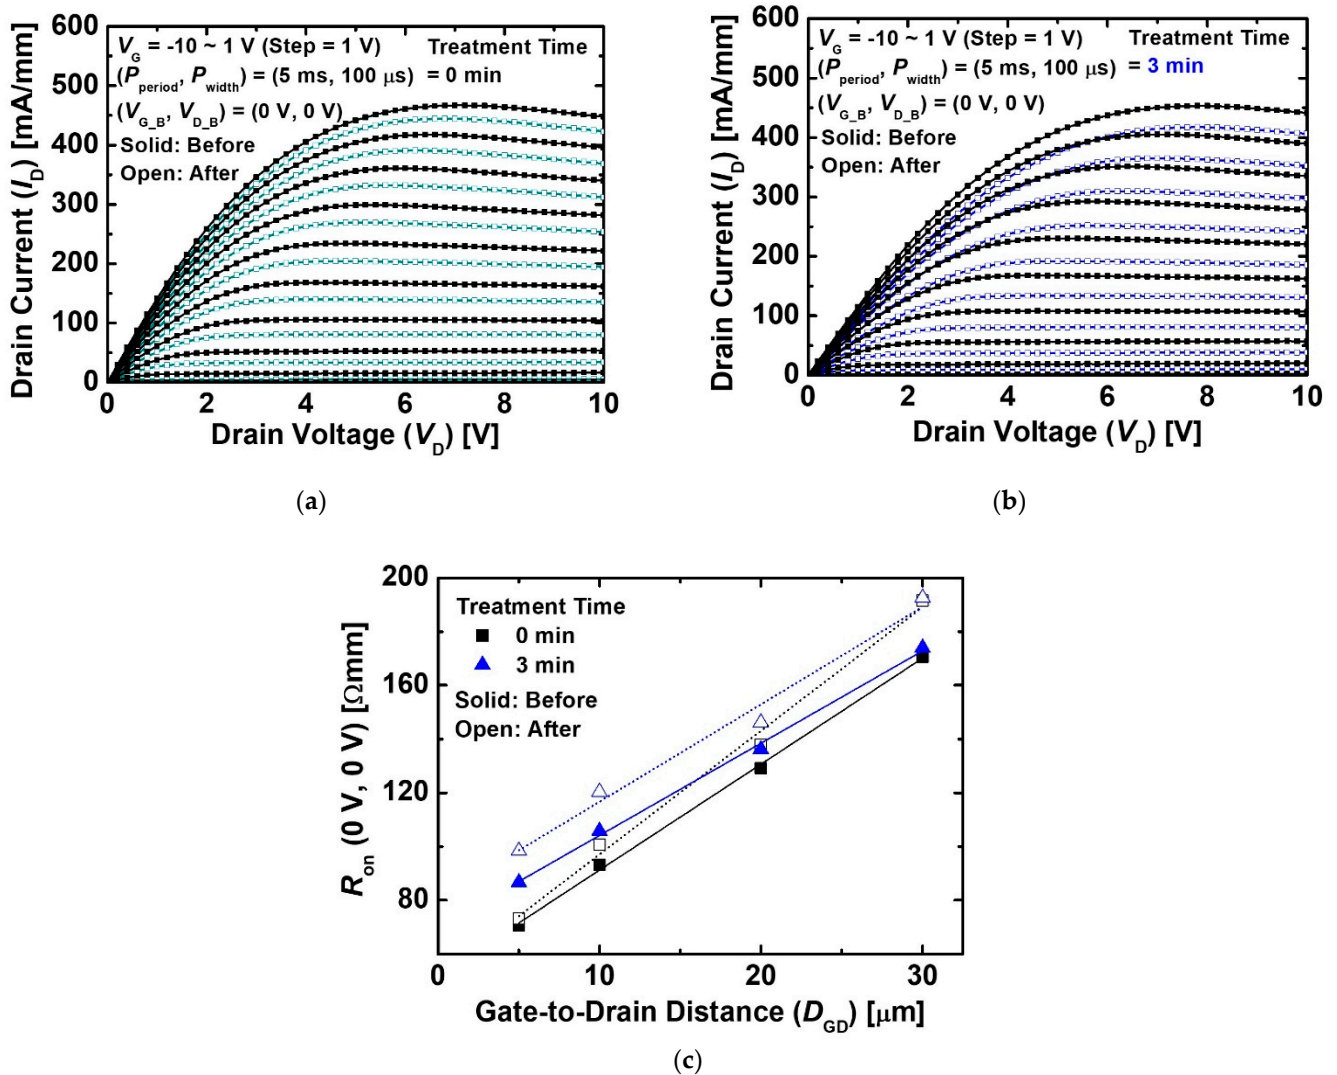 600
500
400
300
200
100
0
Drain Current (I_D) [mA/mm]
V_G = -10 ~ 1 V (Step = 1 V) Treatment Time
(P_period, P_width) = (5 ms, 100 μs) = 0 min
(V_G_B, V_D_B) = (0 V, 0 V)
Solid: Before
Open: After
0 2 4 6 8 10
Drain Voltage (V_D) [V]
(a)
600
500
400
300
200
100
0
Drain Current (I_D) [mA/mm]
V_G = -10 ~ 1 V (Step = 1 V) Treatment Time
(P_period, P_width) = (5 ms, 100 μs) = 3 min
(V_G_B, V_D_B) = (0 V, 0 V)
Solid: Before
Open: After
0 2 4 6 8 10
Drain Voltage (V_D) [V]
(b)
200
160
120
80
R_on (0 V, 0 V) [Ωmm]
Treatment Time
0 min
3 min
Solid: Before
Open: After
0 10 20 30
Gate-to-Drain Distance (D_GD) [μm]
(c)